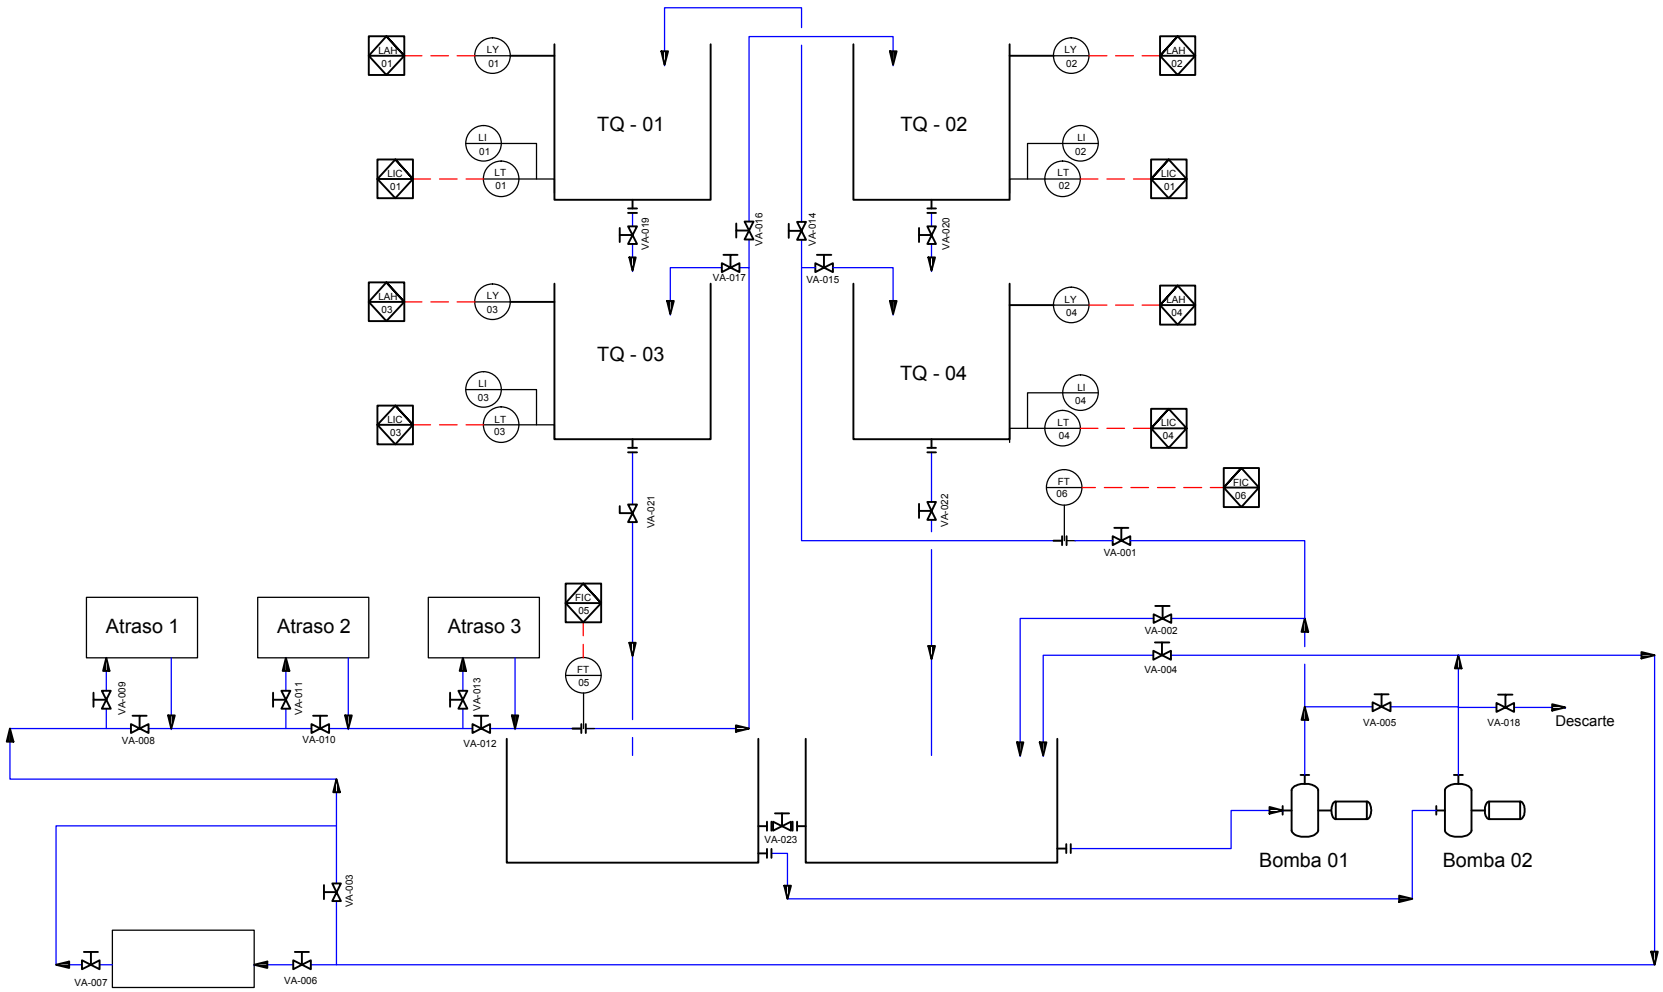 LAH
01
LY
01
LY
02
LAH
02
TQ - 01
TQ - 02
LI
01
LI
02
LIC
01
LT
01
LT
02
LIC
01
VA-019
VA-016
VA-014
VA-020
VA-017
VA-015
LAH
03
LY
03
LY
04
LAH
04
TQ - 03
TQ - 04
LI
03
LI
04
LIC
03
LT
03
LT
04
LIC
04
FT
06
FIC
06
VA-021
VA-022
VA-001
FIC
05
Atraso 1
Atraso 2
Atraso 3
VA-002
FT
05
VA-004
VA-009
VA-011
VA-013
VA-005
VA-018
Descarte
VA-008
VA-010
VA-012
VA-023
Bomba 01
Bomba 02
VA-003
VA-007
VA-006